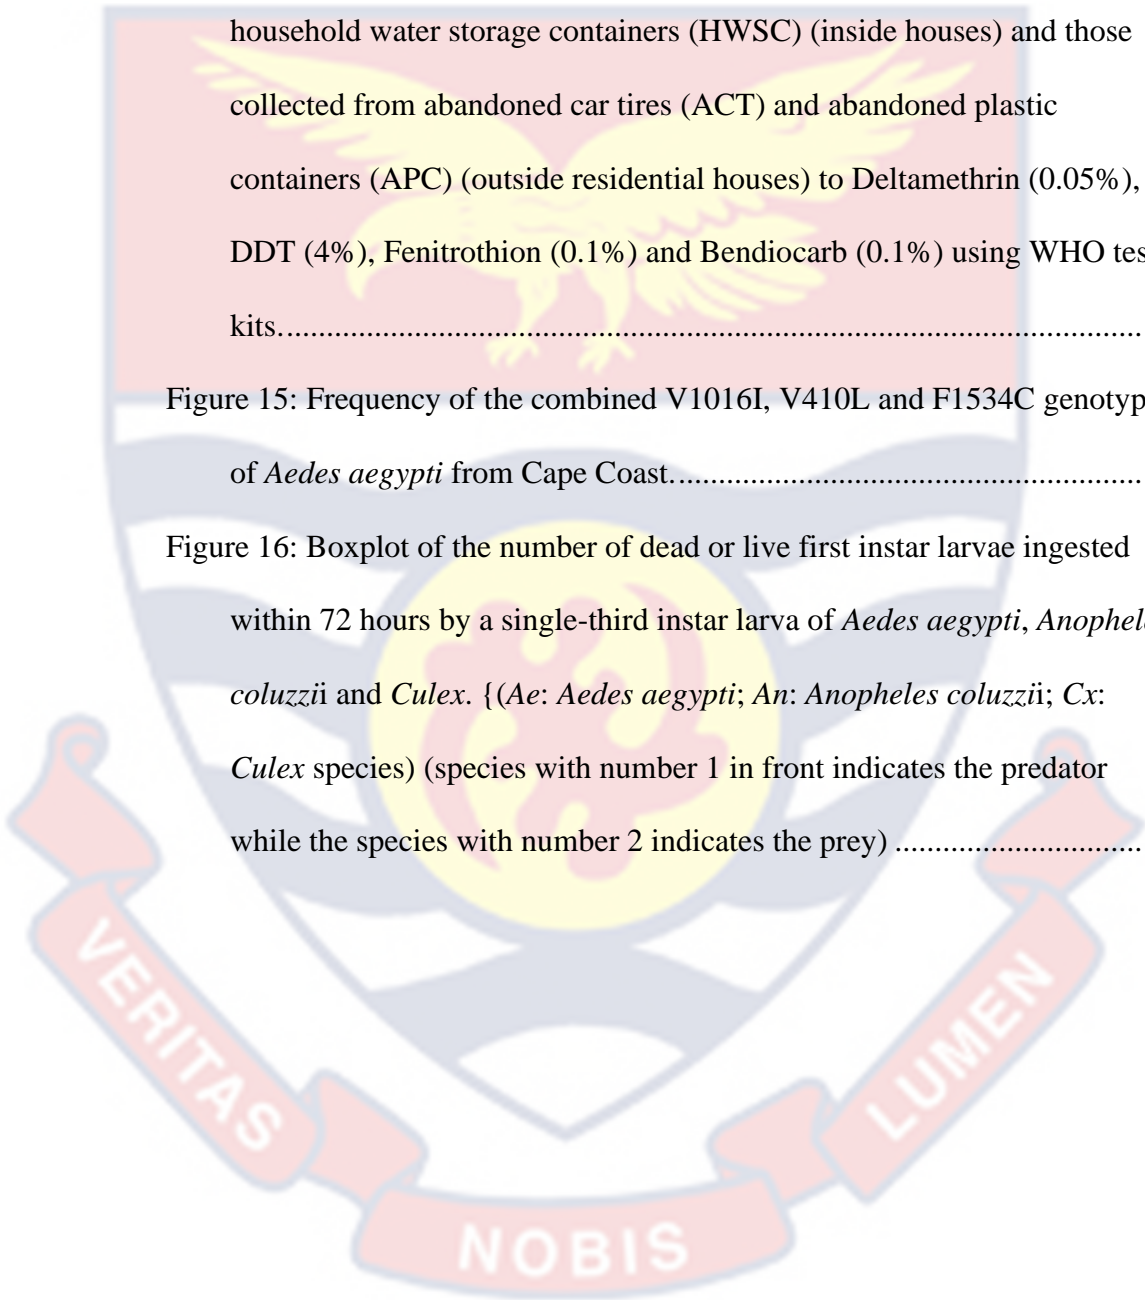 household water storage containers (HWSC) (inside houses) and those
collected from abandoned car tires (ACT) and abandoned plastic
containers (APC) (outside residential houses) to Deltamethrin (0.05%),
DDT (4%), Fenitrothion (0.1%) and Bendiocarb (0.1%) using WHO tes
kits.
Figure 15: Frequency of the combined V1016I, V410L and F1534C genotyp
of Aedes aegypti from Cape Coast.
Figure 16: Boxplot of the number of dead or live first instar larvae ingested
within 72 hours by a single-third instar larva of Aedes aegypti, Anophel
coluzzii and Culex. {(Ae: Aedes aegypti; An: Anopheles coluzzii; Cx:
Culex species) (species with number 1 in front indicates the predator
while the species with number 2 indicates the prey)
VERITAS
NOBIS
LUMEN